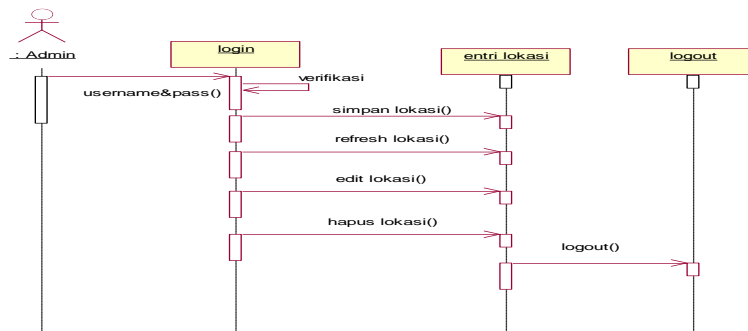 : Admin
login
entri lokasi
logout
verifikasi
username&pass()
simpan lokasi()
refresh lokasi()
edit lokasi()
hapus lokasi()
logout()